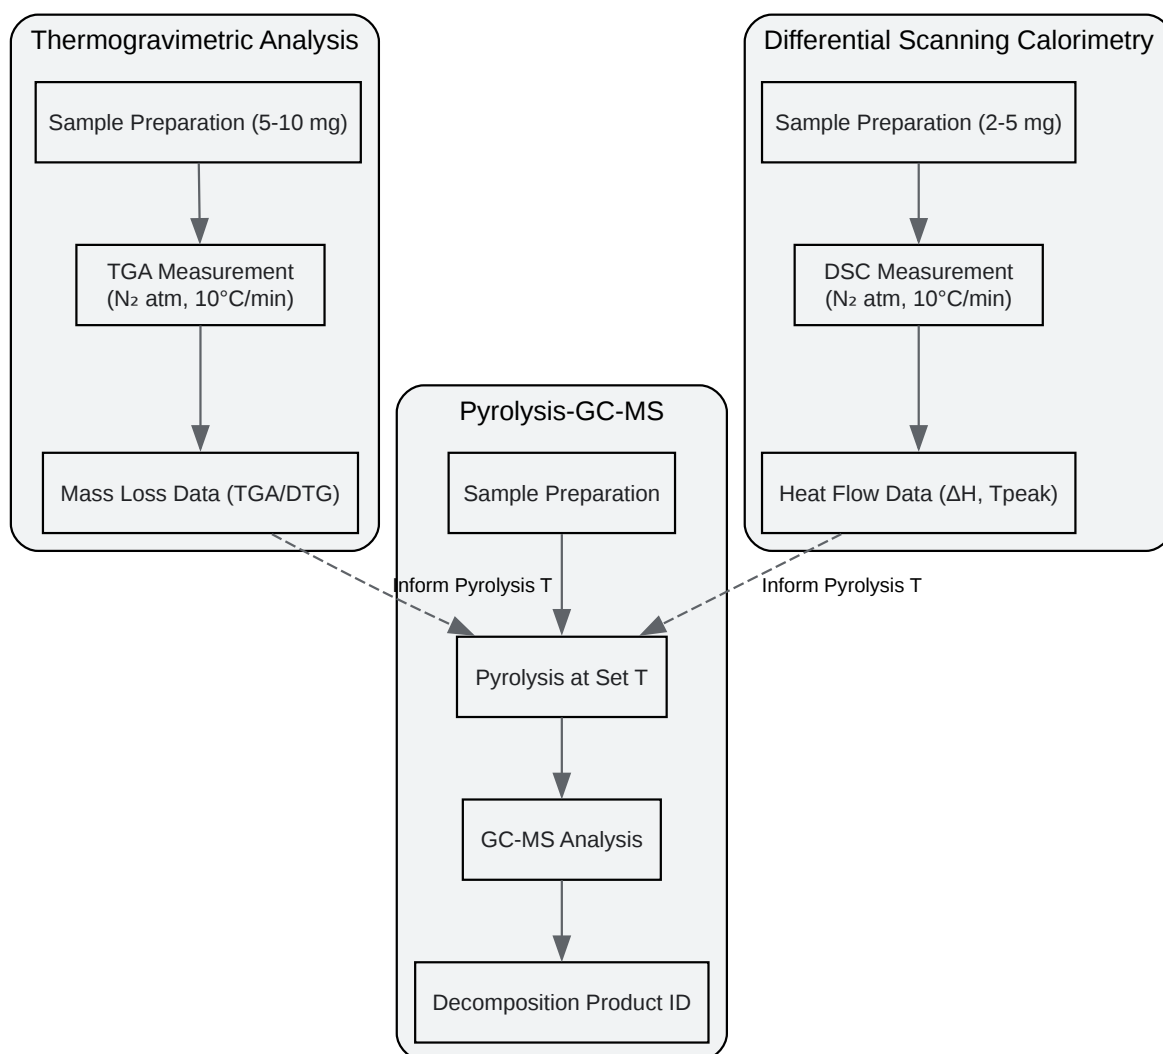 Thermogravimetric Analysis
Sample Preparation (5-10 mg)
TGA Measurement
(N₂ atm, 10°C/min)
Mass Loss Data (TGA/DTG)
Differential Scanning Calorimetry
Sample Preparation (2-5 mg)
DSC Measurement
(N₂ atm, 10°C/min)
Heat Flow Data (ΔH, Tpeak)
Pyrolysis-GC-MS
Sample Preparation
Inform Pyrolysis T
Inform Pyrolysis T
Pyrolysis at Set T
GC-MS Analysis
Decomposition Product ID